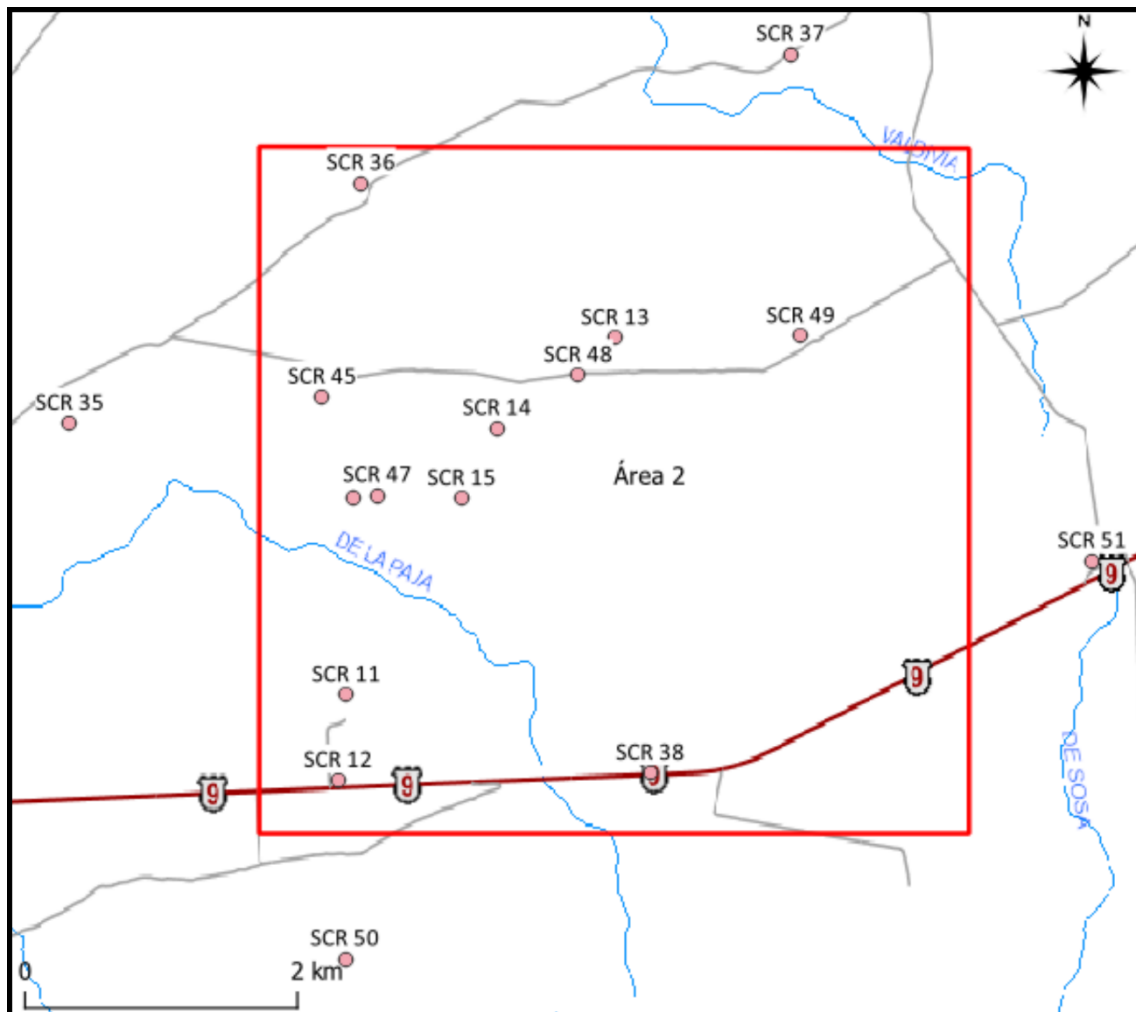 N
SCR 37
VALDIVIA
SCR 36
SCR 13
SCR 49
SCR 48
SCR 45
SCR 35
SCR 14
SCR 47
SCR 15
Área 2
DE LA PAJA
SCR 51
9
9
SCR 11
SCR 12
SCR 38
9
9
9
DE SOSA
SCR 50
0
2 km